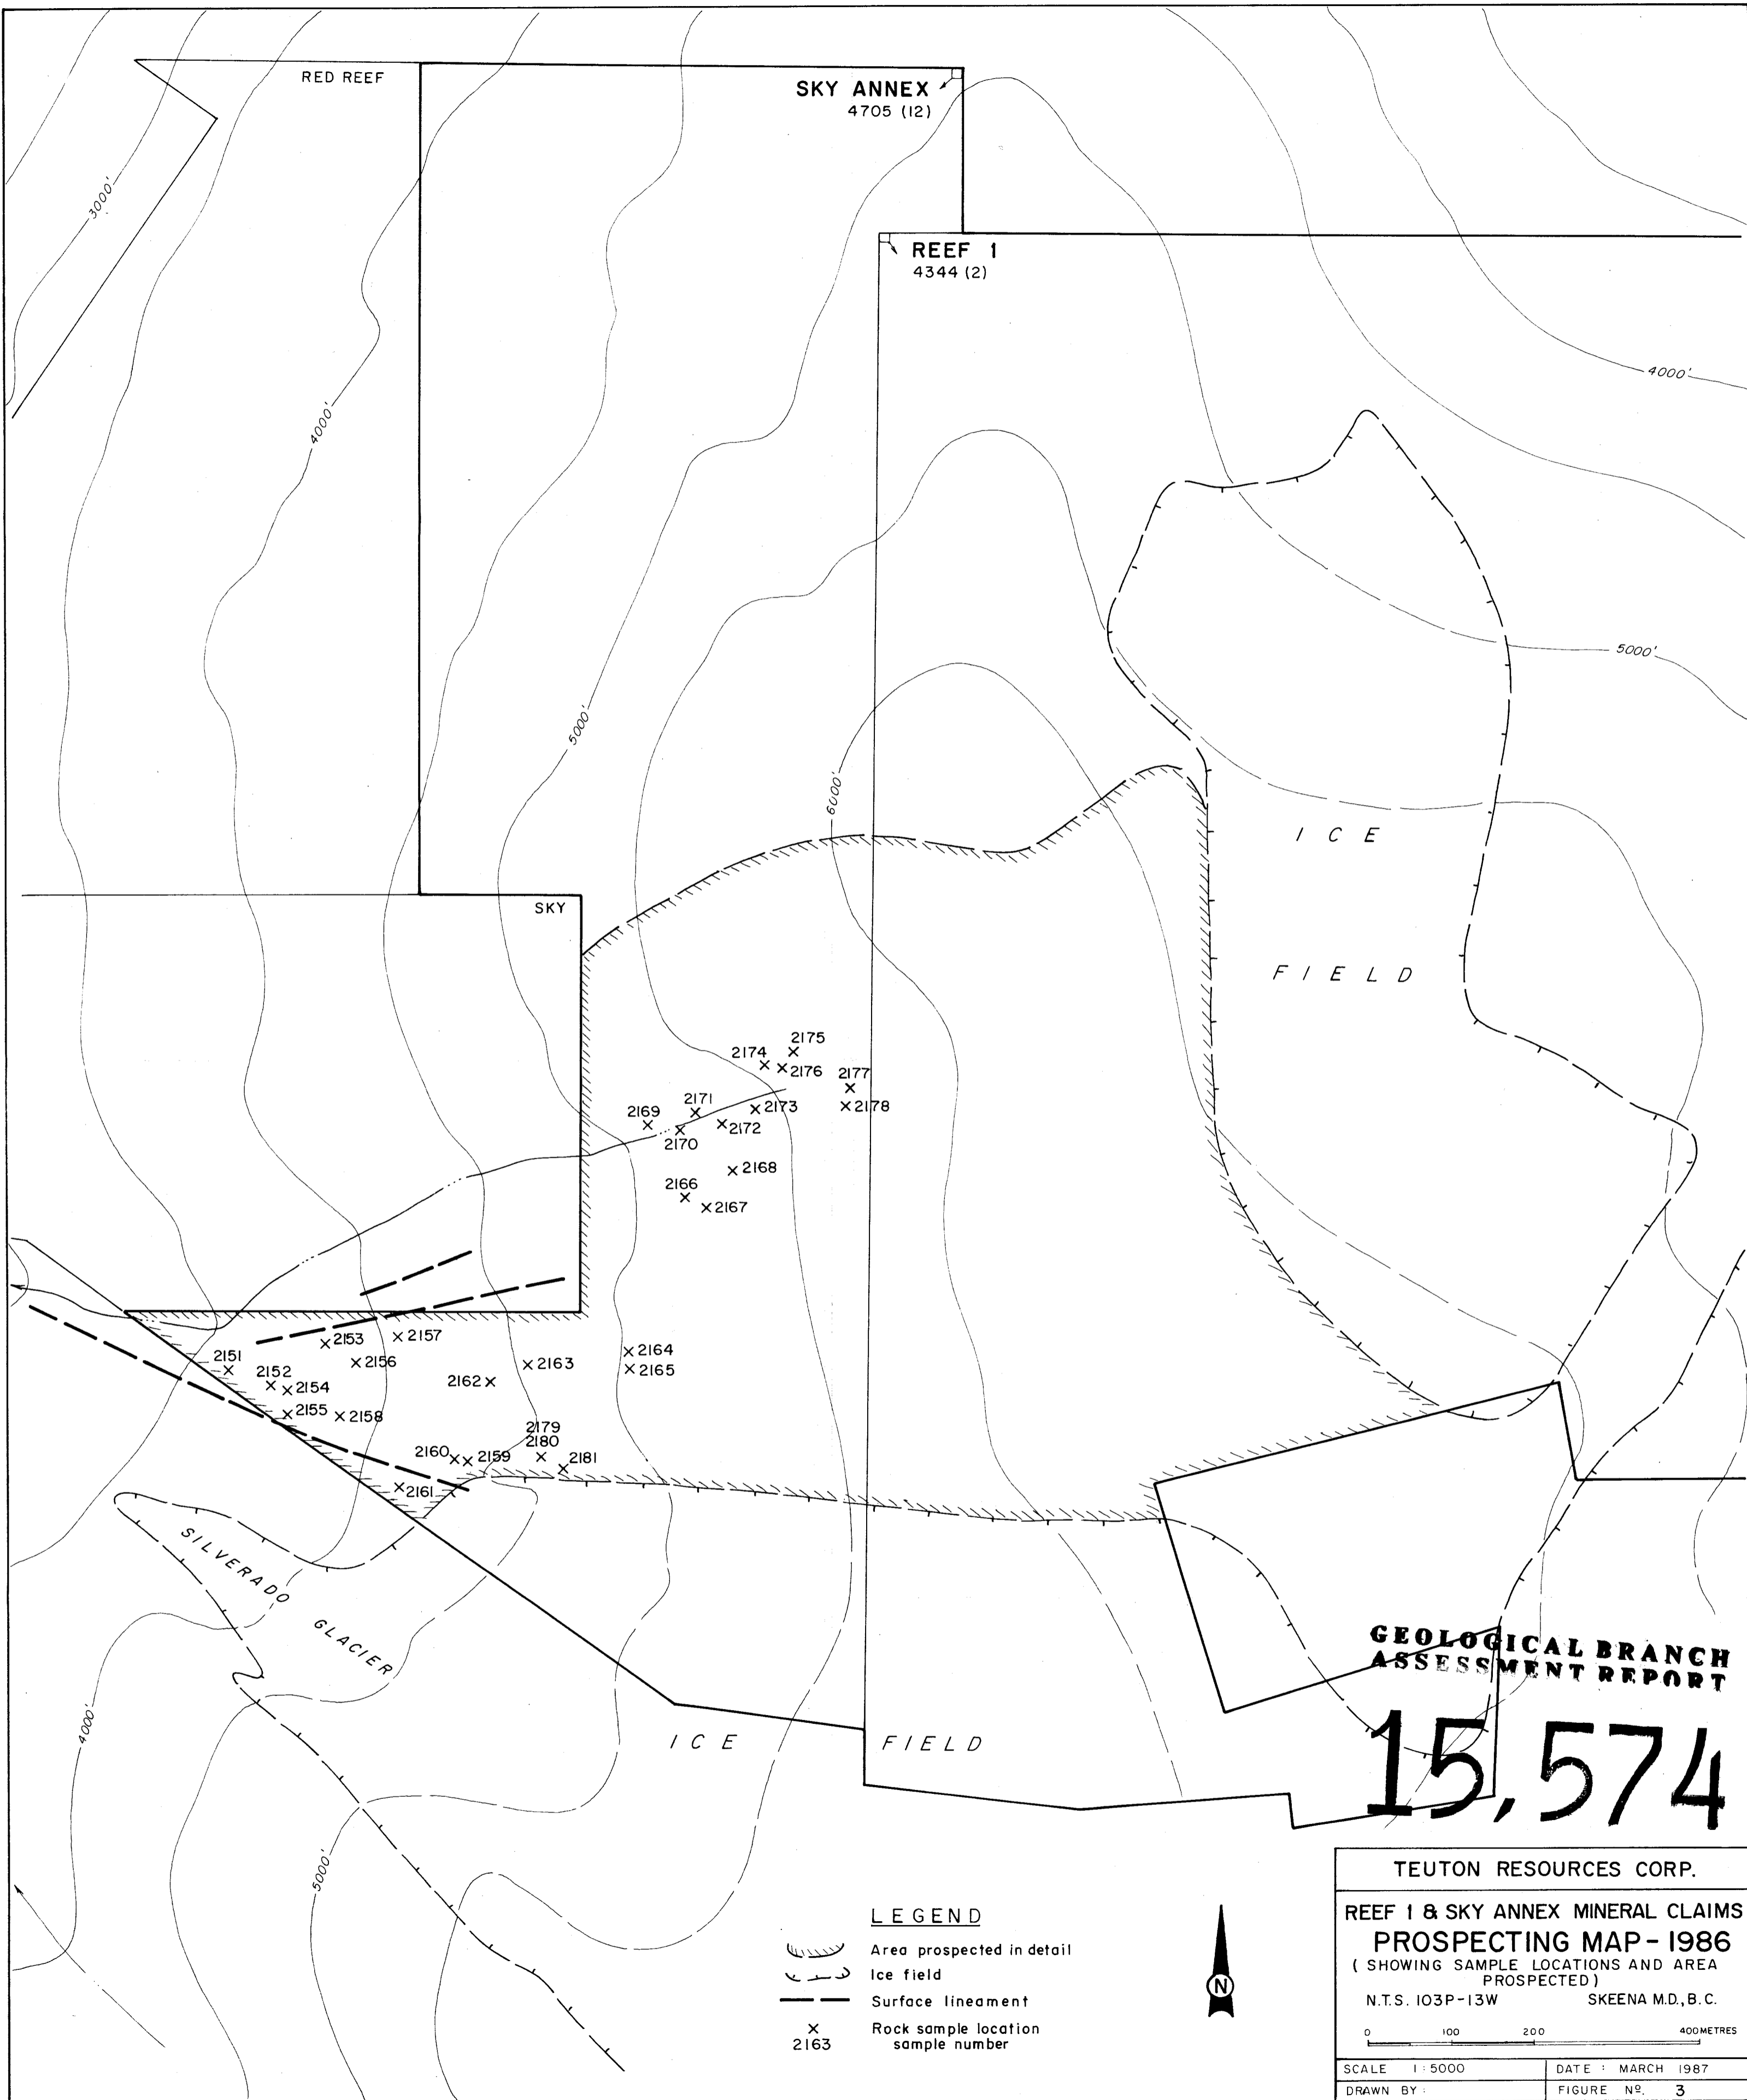 RED REEF
SKY ANNEX
4705 (12)
3000'
REEF 1
4344 (2)
4000'
4000'
5000'
5000'
6000'
ICE
FIELD
SKY
2175
2174
2176
2177
2178
2171
2173
2169
2172
2170
2168
2166
2167
2153
2157
2151
2156
2152
2154
2163
2164
2165
2162
2155
2158
2179
2180
2160
2159
2181
2161
SILVERADO GLACIER
4000'
5000'
ICE FIELD
GEOLOGICAL BRANCH
ASSESSMENT REPORT
15,574
LEGEND
Area prospected in detail
Ice field
Surface lineament
Rock sample location
2163 sample number
N
TEUTON RESOURCES CORP.
REEF 1 & SKY ANNEX MINERAL CLAIMS
PROSPECTING MAP - 1986
( SHOWING SAMPLE LOCATIONS AND AREA
PROSPECTED )
N.T.S. 103P-13W SKEENA M.D., B.C.
0 100 200 400 METRES
SCALE 1:5000 DATE : MARCH 1987
DRAWN BY : FIGURE Nº. 3